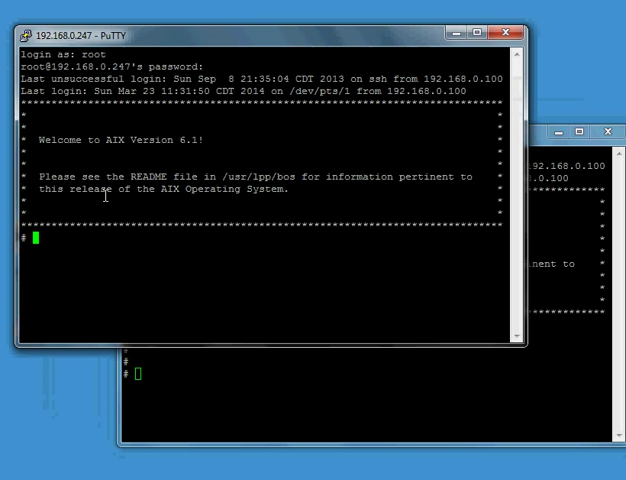 192.168.0.247 - PuTTY
login as: root
root@192.168.0.247's password:
Last unsuccessful login: Sun Sep  8 21:35:04 CDT 2013 on ssh from 192.168.0.100
Last login: Sun Mar 23 11:31:50 CDT 2014 on /dev/pts/1 from 192.168.0.100
*******************************************************************************
*                                                                             *
*                                                                             *
*  Welcome to AIX Version 6.1!                                                *
*                                                                             *
*                                                                             *
*  Please see the README file in /usr/lpp/bos for information pertinent to    *
*  this release of the AIX Operating System.                                  *
*                                                                             *
*                                                                             *
*******************************************************************************
#
92.168.0.100
.0.100
************
*
*
*
*
*
nent to *
*
*
*
************
#
#
#